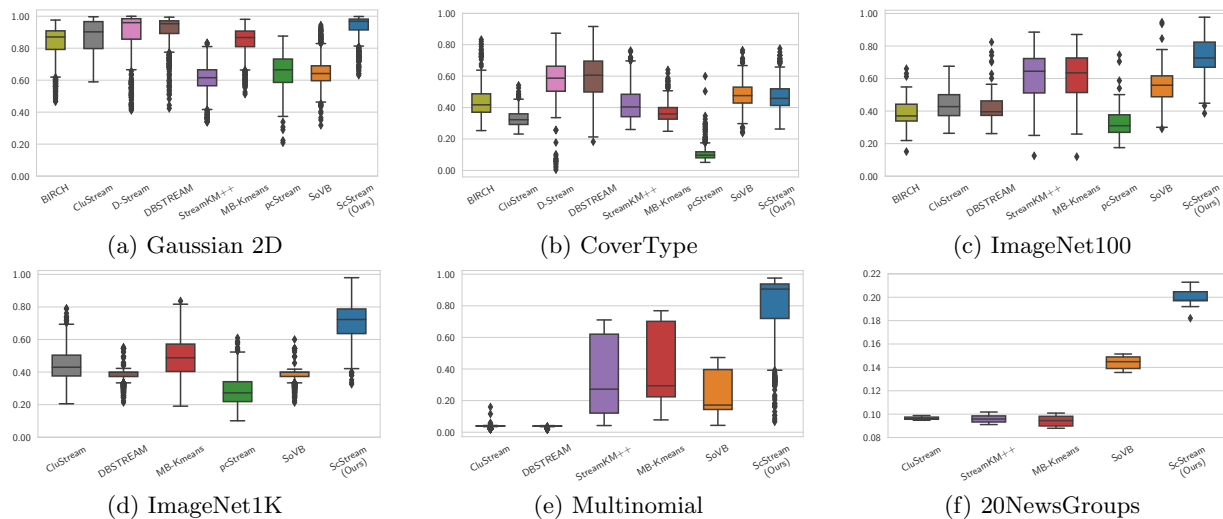 1.00
0.80
0.60
0.40
0.20
0.00
BIRCH
CluStream
D-Stream
DBSTREAM
StreamKM++
MB-Kmeans
pcStream
SoVB
ScStream
(Ours)
(a) Gaussian 2D
1.00
0.80
0.60
0.40
0.20
0.00
BIRCH
CluStream
D-Stream
DBSTREAM
StreamKM++
MB-Kmeans
pcStream
SoVB
ScStream
(Ours)
(b) CoverType
1.00
0.80
0.60
0.40
0.20
0.00
BIRCH
CluStream
DBSTREAM
StreamKM++
MB-Kmeans
pcStream
SoVB
ScStream
(Ours)
(c) ImageNet100
1.00
0.80
0.60
0.40
0.20
0.00
CluStream
DBSTREAM
MB-Kmeans
pcStream
SoVB
ScStream
(Ours)
(d) ImageNet1K
1.00
0.80
0.60
0.40
0.20
0.00
CluStream
DBSTREAM
StreamKM++
MB-Kmeans
SoVB
ScStream
(Ours)
(e) Multinomial
0.22
0.20
0.18
0.16
0.14
0.12
0.10
0.08
CluStream
StreamKM++
MB-Kmeans
SoVB
ScStream
(Ours)
(f) 20NewsGroups